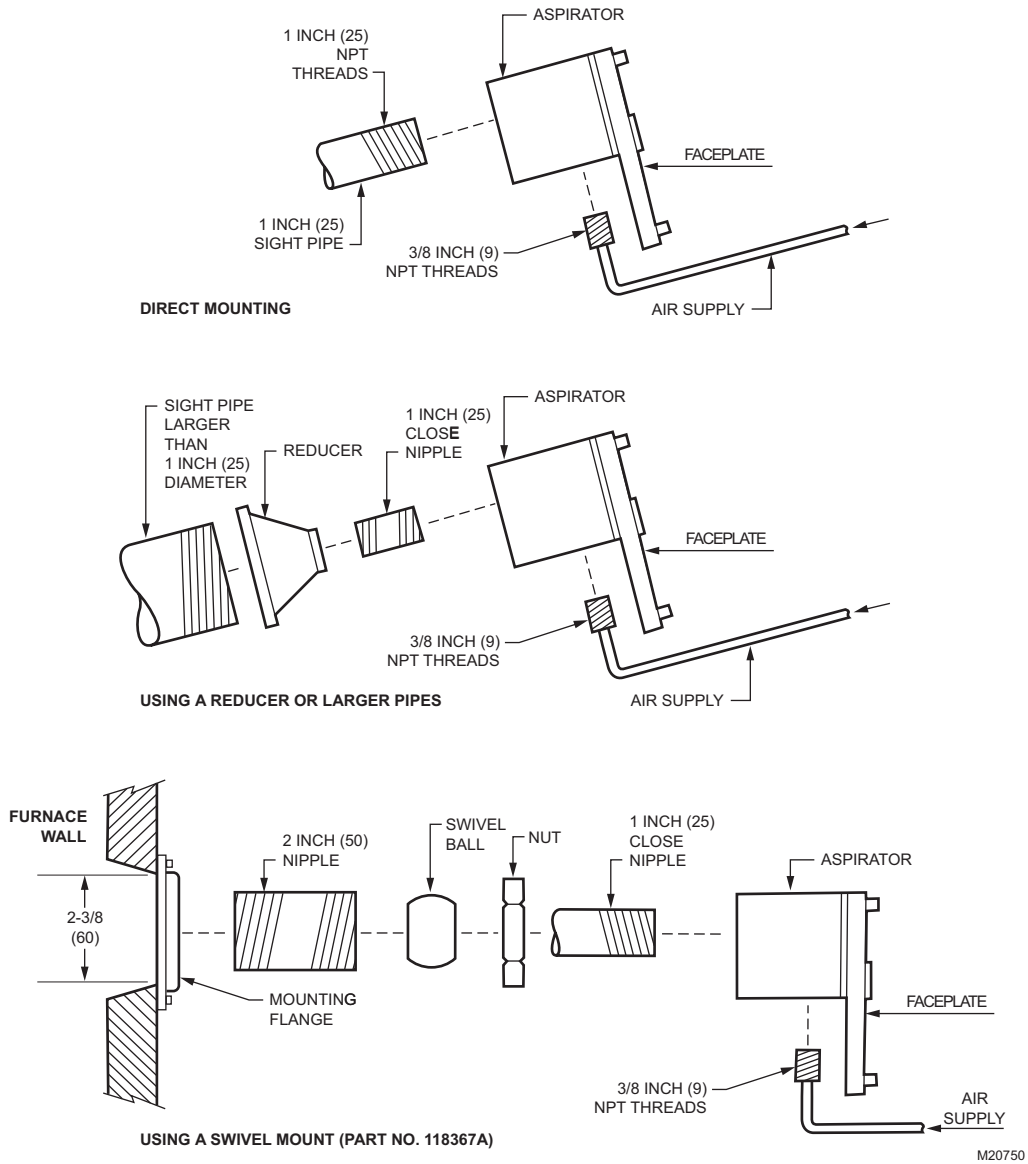 ASPIRATOR
1 INCH (25)
NPT
THREADS
FACEPLATE
1 INCH (25)
SIGHT PIPE
3/8 INCH (9)
NPT THREADS
AIR SUPPLY
DIRECT MOUNTING
SIGHT PIPE
LARGER
THAN
1 INCH (25)
DIAMETER
REDUCER
1 INCH (25)
CLOSE
NIPPLE
ASPIRATOR
FACEPLATE
3/8 INCH (9)
NPT THREADS
AIR SUPPLY
USING A REDUCER OR LARGER PIPES
FURNACE
WALL
2-3/8
(60)
2 INCH (50)
NIPPLE
SWIVEL
BALL
NUT
1 INCH (25)
CLOSE
NIPPLE
ASPIRATOR
MOUNTING
FLANGE
FACEPLATE
3/8 INCH (9)
NPT THREADS
AIR
SUPPLY
USING A SWIVEL MOUNT (PART NO. 118367A)
M20750